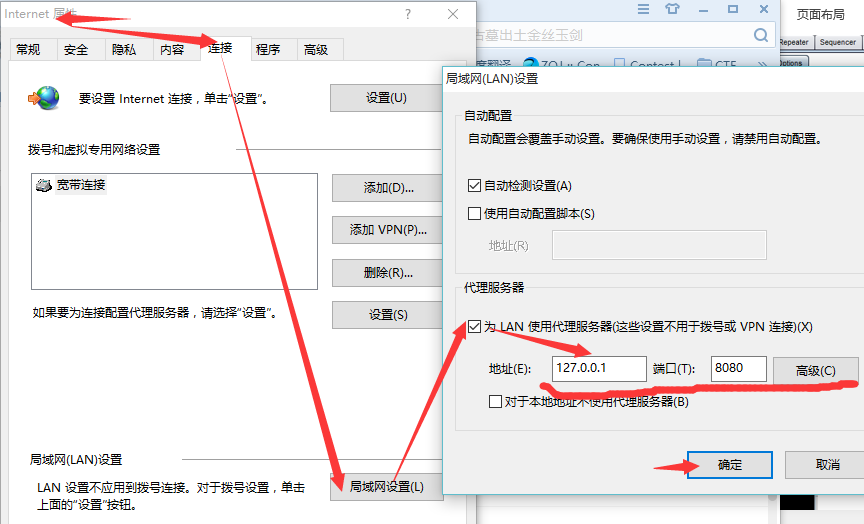 Internet 属性
?
常规
安全
隐私
内容
连接
程序
高级
要设置 Internet 连接，单击“设置”。
设置(U)
拨号和虚拟专用网络设置
宽带连接
添加(D)...
添加 VPN(P)...
删除(R)...
如果要为连接配置代理服务器，请选择“设置”。
设置(S)
局域网(LAN)设置
LAN 设置不应用到拨号连接。对于拨号设置，单击
上面的“设置”按钮。
局域网设置(L)
古墓出土金丝玉剑
页面布局
Repeater
Sequencer
度翻译
CTF
Options
局域网(LAN)设置
自动配置
自动配置会覆盖手动设置。要确保使用手动设置，请禁用自动配置。
自动检测设置(A)
使用自动配置脚本(S)
地址(R)
代理服务器
为 LAN 使用代理服务器(这些设置不用于拨号或 VPN 连接)(X)
地址(E):
127.0.0.1
端口(T):
8080
高级(C)
对于本地地址不使用代理服务器(B)
确定
取消